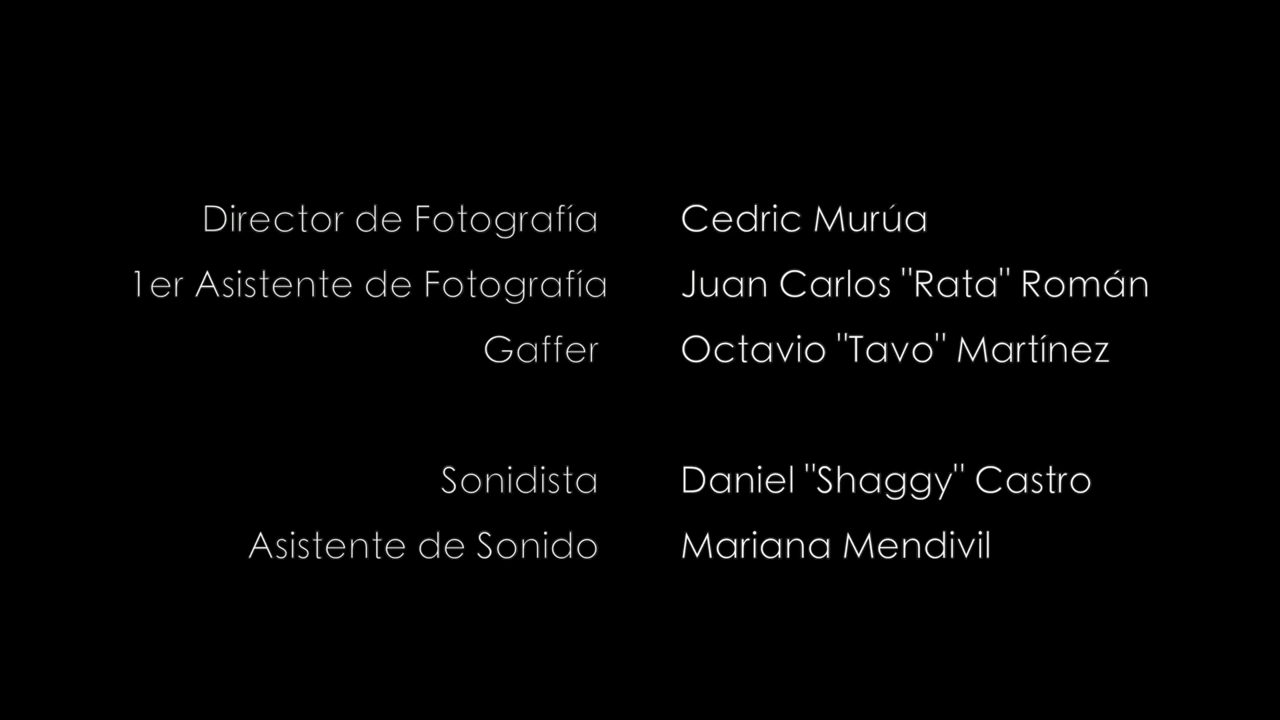 Director de Fotografía Cedric Murúa
1er Asistente de Fotografía Juan Carlos "Rata" Román
Gaffer Octavio "Tavo" Martínez
Sonidista Daniel "Shaggy" Castro
Asistente de Sonido Mariana Mendivil